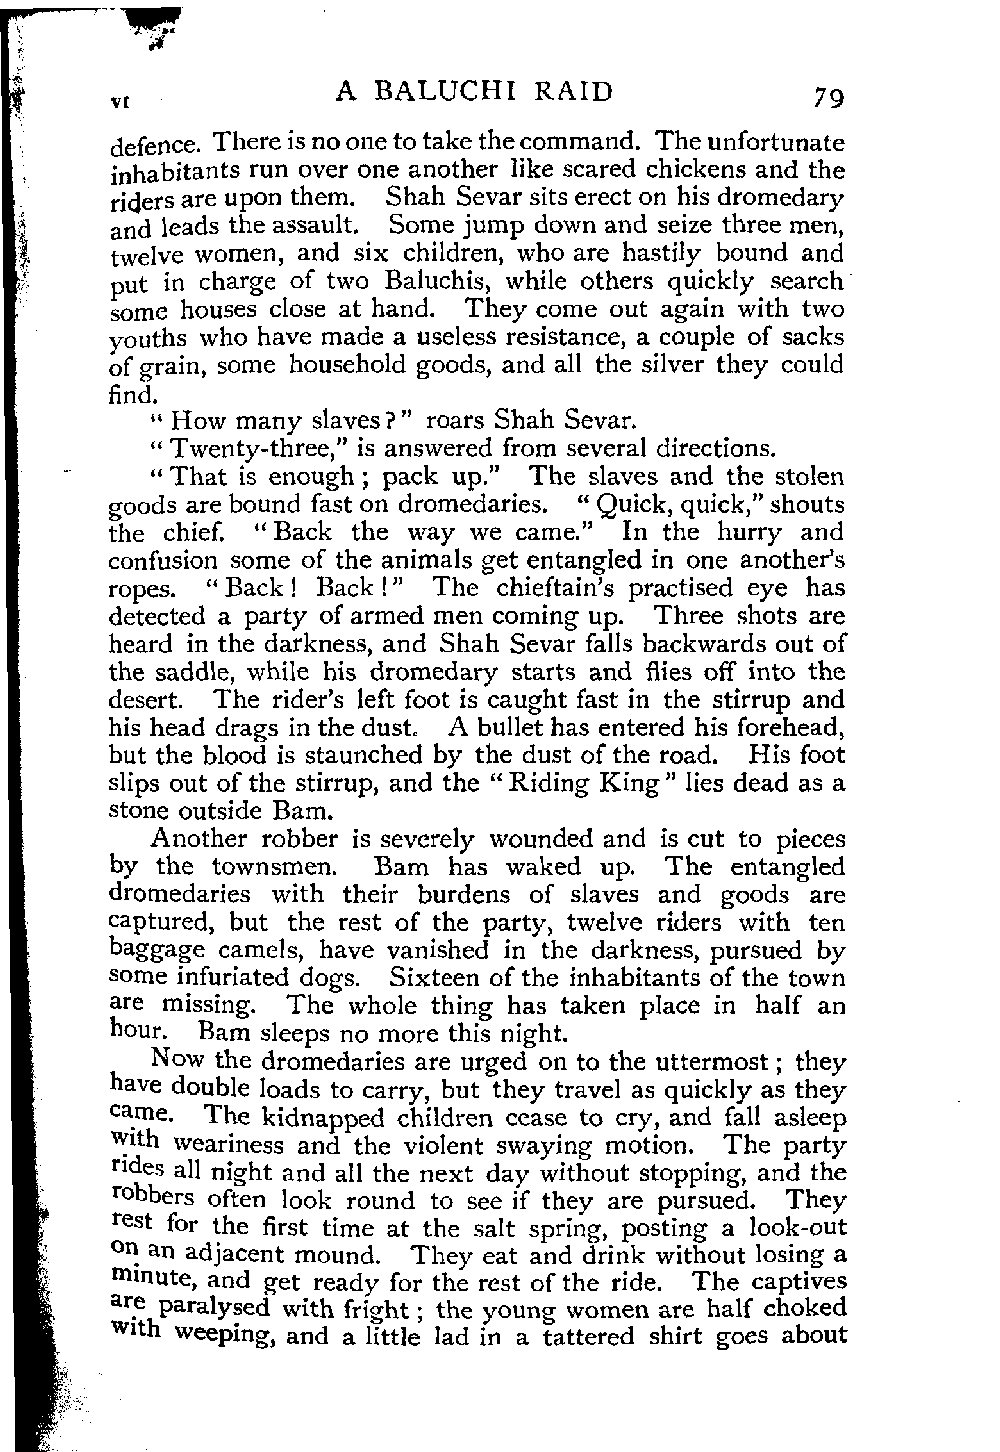 VI A BALUCHI RAID 79
defence. There is no one to take the command. The unfortunate
inhabitants run over one another like scared chickens and the
riders are upon them. Shah Sevar sits erect on his dromedary
and leads the assault. Some jump down and seize three men,
twelve women, and six children, who are hastily bound and
put in charge of two Baluchis, while others quickly search
some houses close at hand. They come out again with two
youths who have made a useless resistance, a couple of sacks
of grain, some household goods, and all the silver they could
find.
“ How many slaves ? ” roars Shah Sevar.
“ Twenty-three,” is answered from several directions.
“ That is enough ; pack up.” The slaves and the stolen
goods are bound fast on dromedaries. “ Quick, quick,” shouts
the chief. “ Back the way we came.” In the hurry and
confusion some of the animals get entangled in one another's
ropes. “ Back ! Back ! ” The chieftain's practised eye has
detected a party of armed men coming up. Three shots are
heard in the darkness, and Shah Sevar falls backwards out of
the saddle, while his dromedary starts and flies off into the
desert. The rider's left foot is caught fast in the stirrup and
his head drags in the dust. A bullet has entered his forehead,
but the blood is staunched by the dust of the road. His foot
slips out of the stirrup, and the “ Riding King ” lies dead as a
stone outside Bam.
Another robber is severely wounded and is cut to pieces
by the townsmen. Bam has waked up. The entangled
dromedaries with their burdens of slaves and goods are
captured, but the rest of the party, twelve riders with ten
baggage camels, have vanished in the darkness, pursued by
some infuriated dogs. Sixteen of the inhabitants of the town
are missing. The whole thing has taken place in half an
hour. Bam sleeps no more this night.
Now the dromedaries are urged on to the uttermost ; they
have double loads to carry, but they travel as quickly as they
came. The kidnapped children cease to cry, and fall asleep
with weariness and the violent swaying motion. The party
rides all night and all the next day without stopping, and the
robbers often look round to see if they are pursued. They
rest for the first time at the salt spring, posting a look-out
on an adjacent mound. They eat and drink without losing a
minute, and get ready for the rest of the ride. The captives
are paralysed with fright ; the young women are half choked
with weeping, and a little lad in a tattered shirt goes about